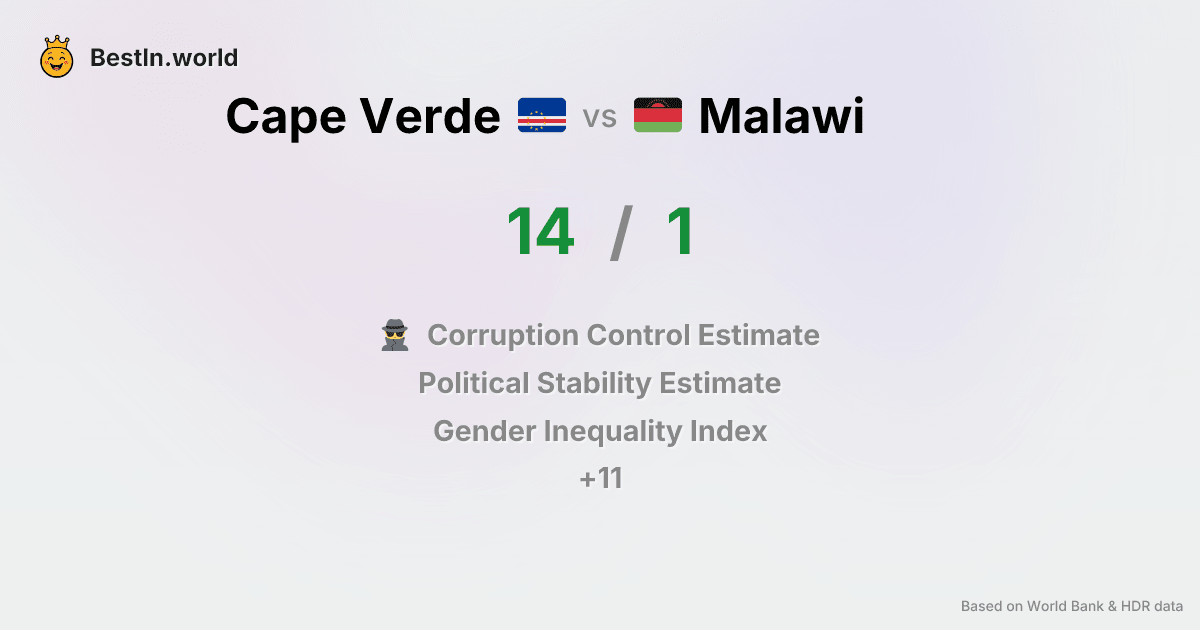 BestIn.world
Cape Verde vs Malawi
14 / 1
Corruption Control Estimate
Political Stability Estimate
Gender Inequality Index
+11
Based on World Bank & HDR data